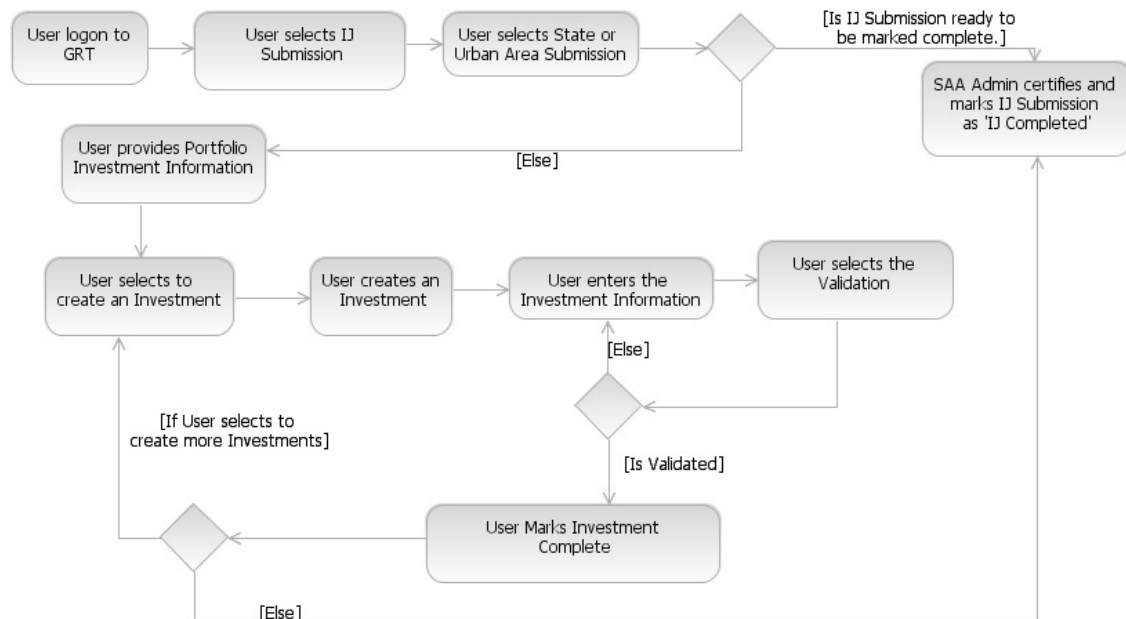 User logon to
GRT
User selects IJ
Submission
User selects State or
Urban Area Submission
[Is IJ Submission ready to
be marked complete.]
SAA Admin certifies and
marks IJ Submission
as 'IJ Completed'
[Else]
User provides Portfolio
Investment Information
User selects to
create an Investment
User creates an
Investment
User enters the
Investment Information
User selects the
Validation
[Else]
[Is Validated]
User Marks Investment
Complete
[If User selects to
create more Investments]
[Else]